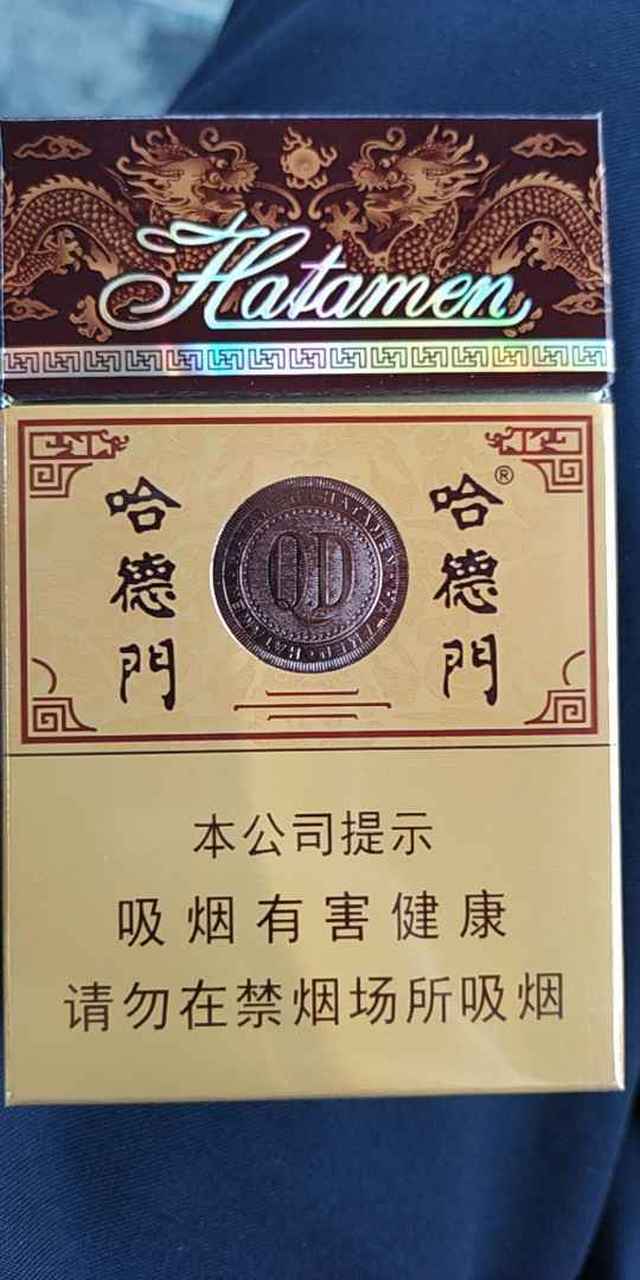 Hatamen
哈德門
QD
哈德門®
本公司提示
吸烟有害健康
请勿在禁烟场所吸烟